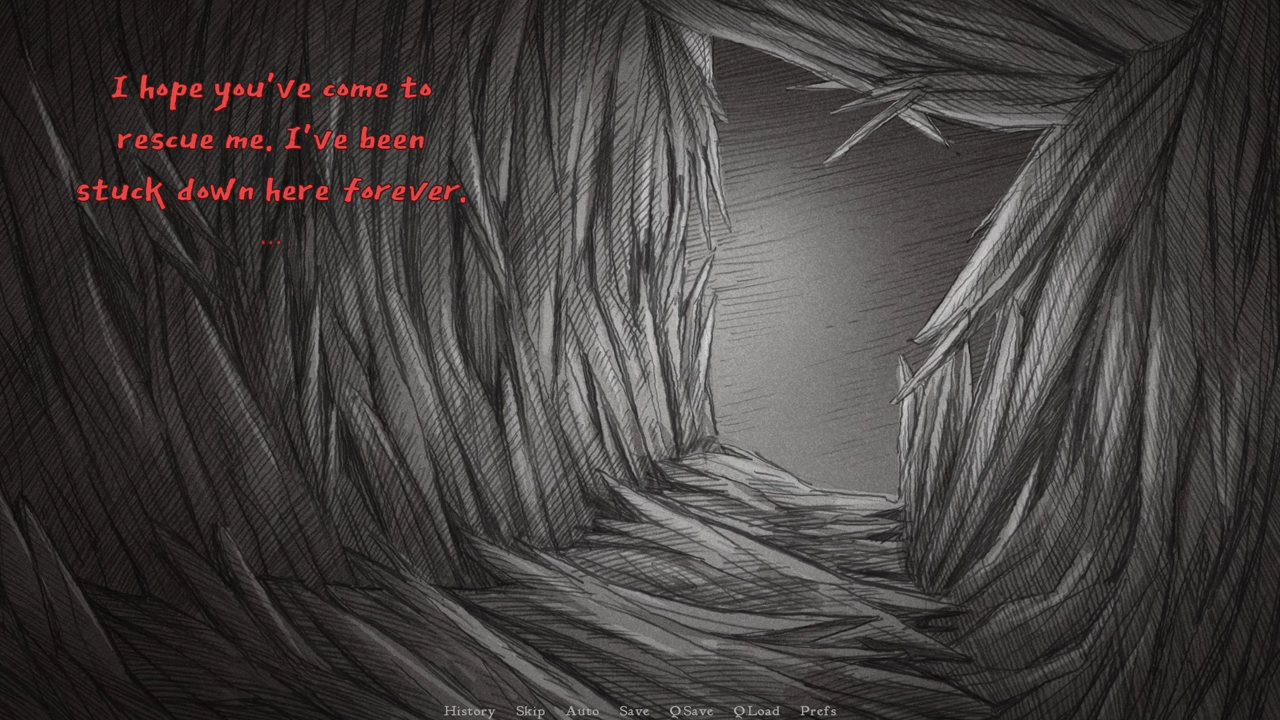 I hope you've come to
rescue me. I've been
stuck down here forever.
...
History Skip Auto Save Q.Save Q.Load Prefs